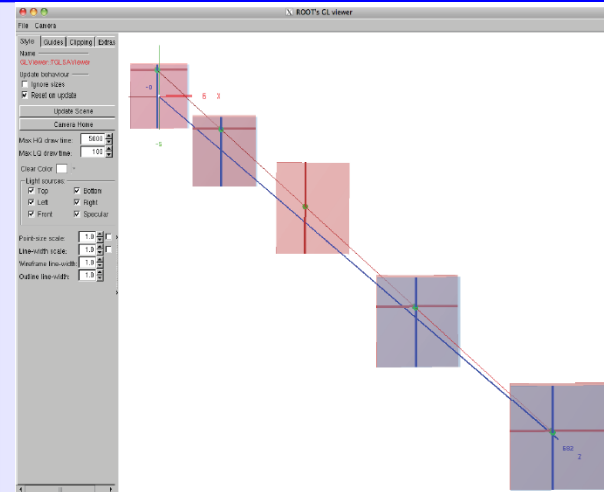 ROOT's GL viewer
File Camera
Style Guides Clipping Extras
Name
GLViewer::TGLSAViewer
Update behaviour
Ignore sizes
Reset on update
Update Scene
Camera Home
Max HQ draw time: 5000
Max LQ draw time: 100
Clear Color
Light sources:
Top Bottom
Left Right
Front Specular
Point-size scale: 1.0
Line-width scale: 1.0
Wireframe line-width: 1.0
Outline line-width: 1.0
X
Z